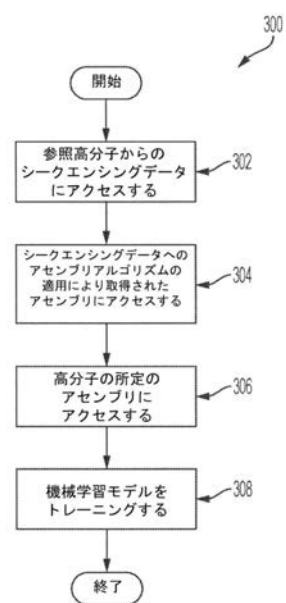 300
開始
参照高分子からの
シークエンシングデータ
にアクセスする
302
シークエンシングデータへの
アセンブリアルゴリズムの
適用により取得された
アセンブリにアクセスする
304
高分子の所定の
アセンブリに
アクセスする
306
機械学習モデルを
トレーニングする
308
終了